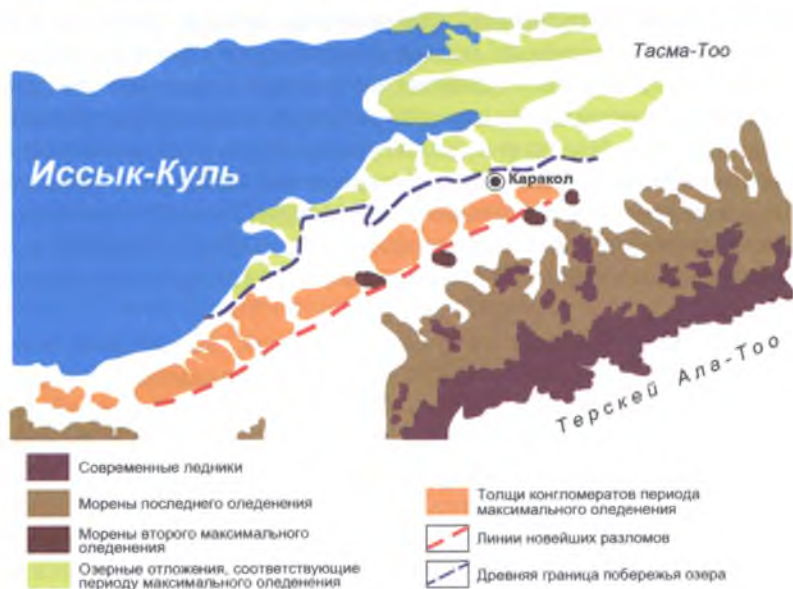 Тасма-Тоо
Иссык-Куль
Каракол
Терскей Ала-Тоо
Современные ледники
Морены последнего оледенения
Морены второго максимального
оледенения
Озерные отложения, соответствующие
периоду максимального оледенения
Толщи конгломератов периода
максимального оледенения
Линии новейших разломов
Древняя граница побережья озера